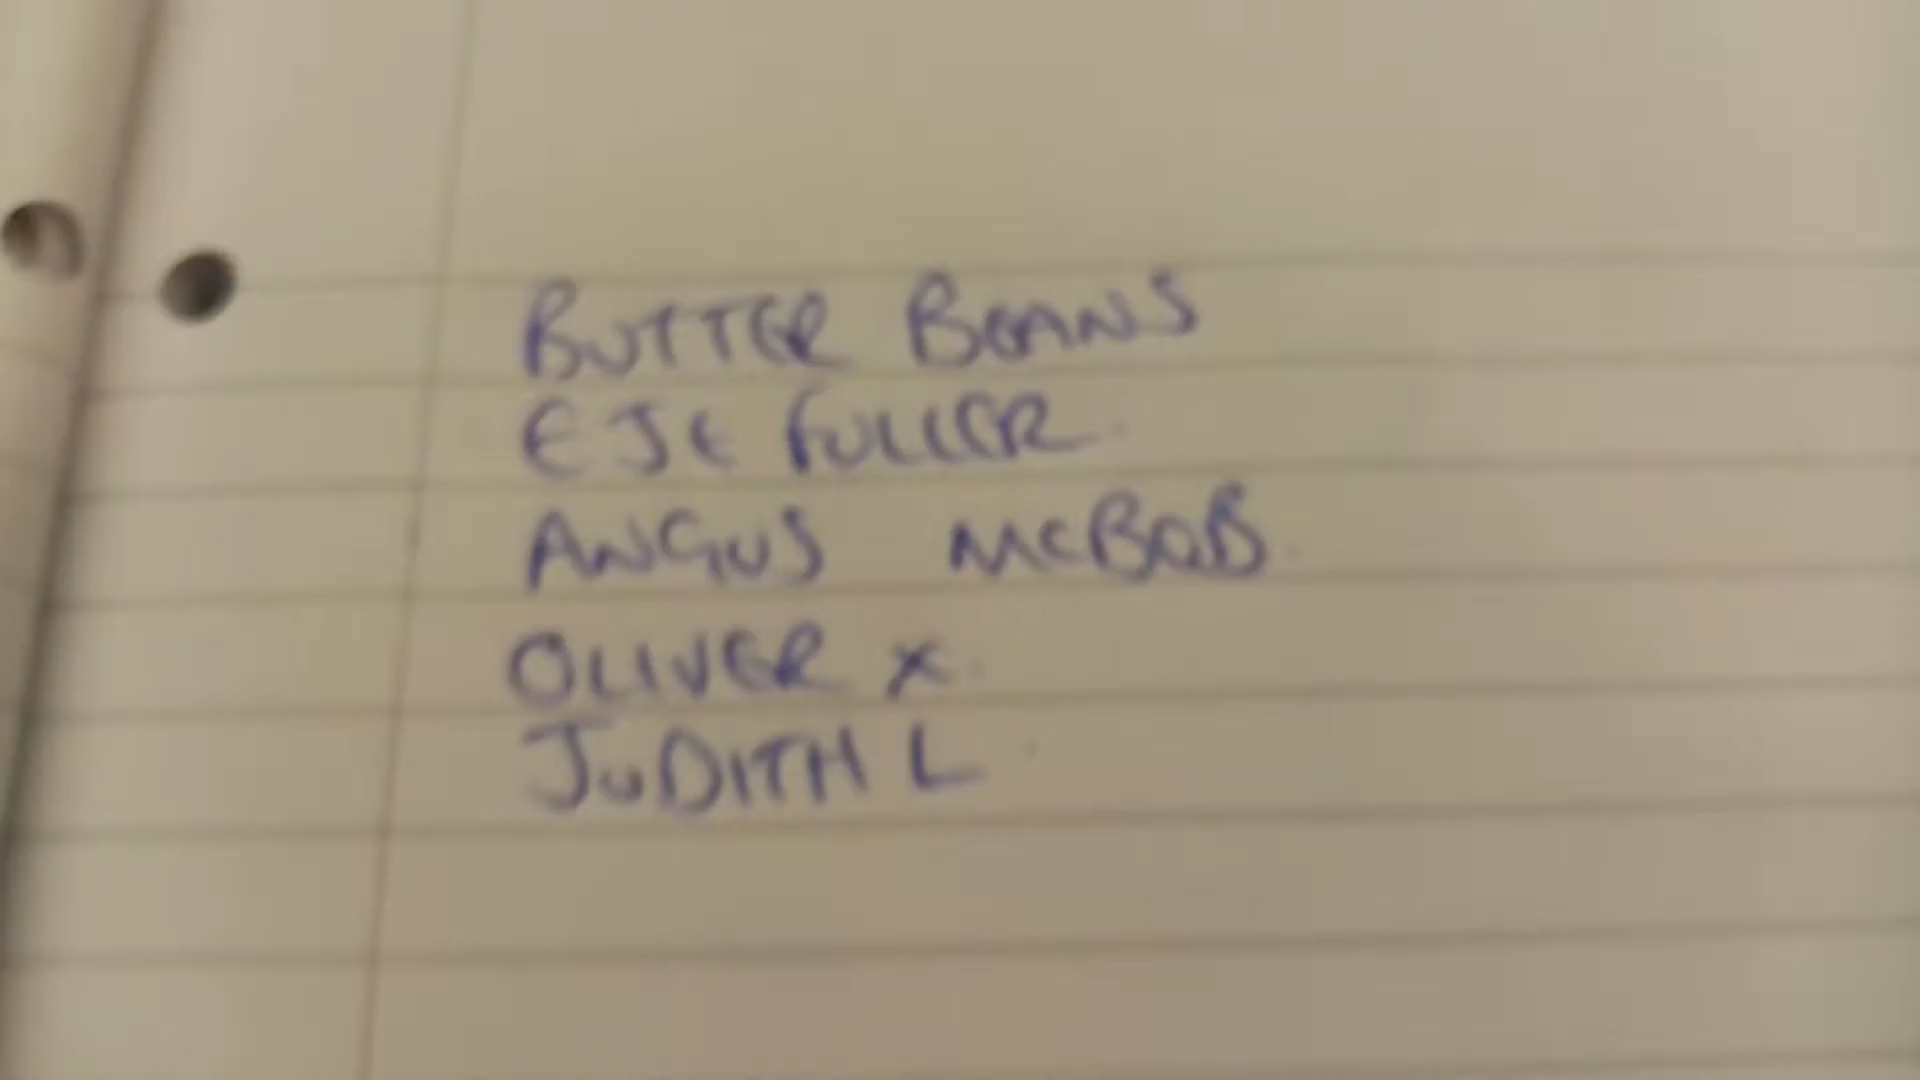 BUTTER BEANS
EJE FULLER.
ANGUS McBOB.
OLIVER X.
JUDITH L